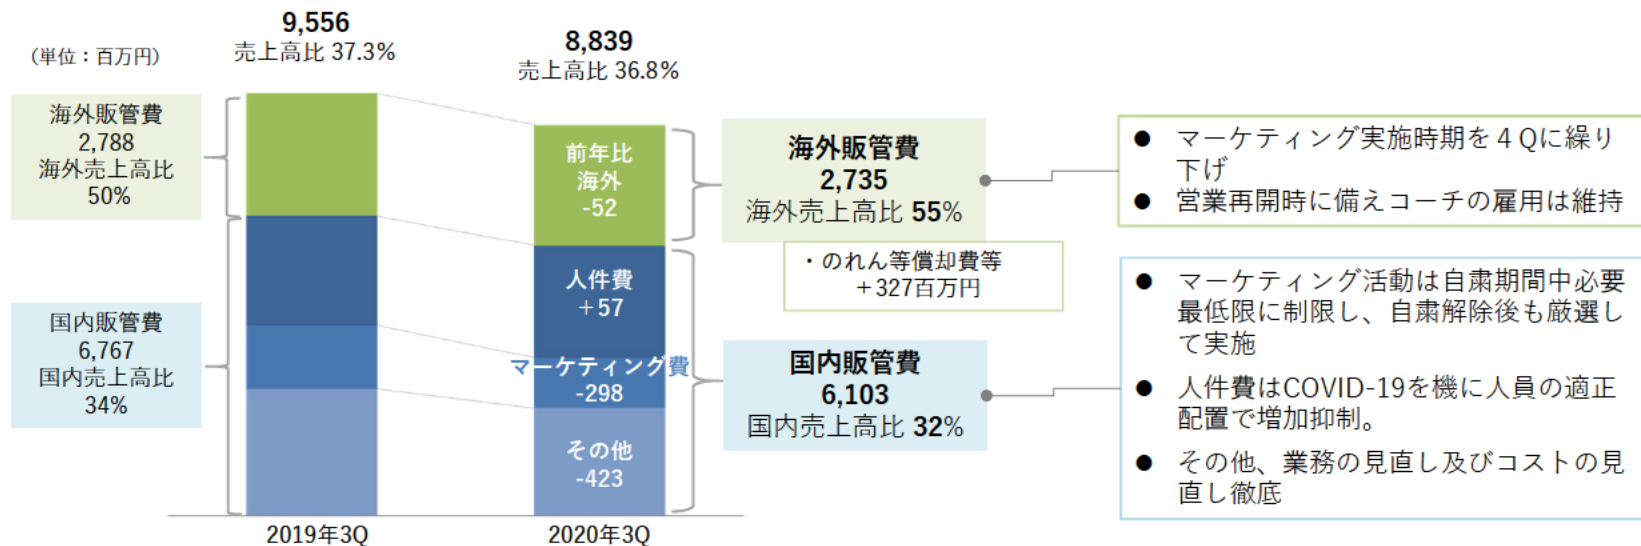 （単位：百万円）
9,556
売上高比 37.3%
8,839
売上高比 36.8%
海外販管費
2,788
海外売上高比
50%
国内販管費
6,767
国内売上高比
34%
前年比
海外
-52
人件費
＋57
マーケティング費
-298
その他
-423
2019年3Q
2020年3Q
海外販管費
2,735
海外売上高比 55%
・のれん等償却費等
＋327百万円
国内販管費
6,103
国内売上高比 32%
● マーケティング実施時期を４Qに繰り
下げ
● 営業再開時に備えコーチの雇用は維持
● マーケティング活動は自粛期間中必要
最低限に制限し、自粛解除後も厳選し
て実施
● 人件費はCOVID-19を機に人員の適正
配置で増加抑制。
● その他、業務の見直し及びコストの見
直し徹底